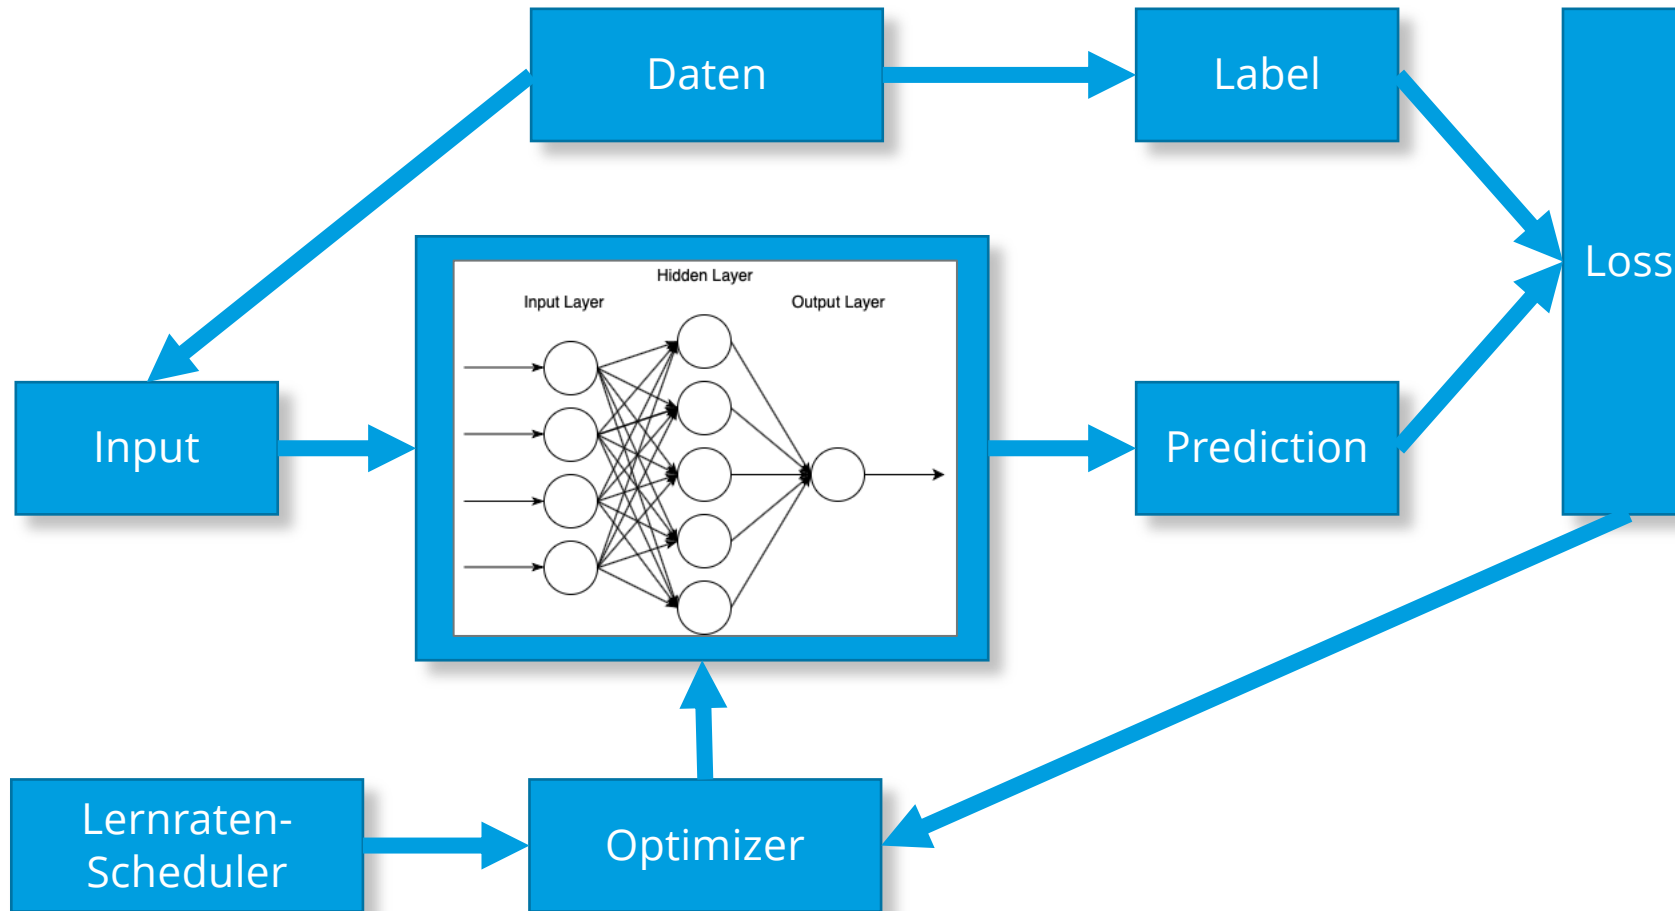 Daten
Label
Loss
Hidden Layer
Input Layer
Output Layer
Input
Prediction
Lernraten-
Scheduler
Optimizer